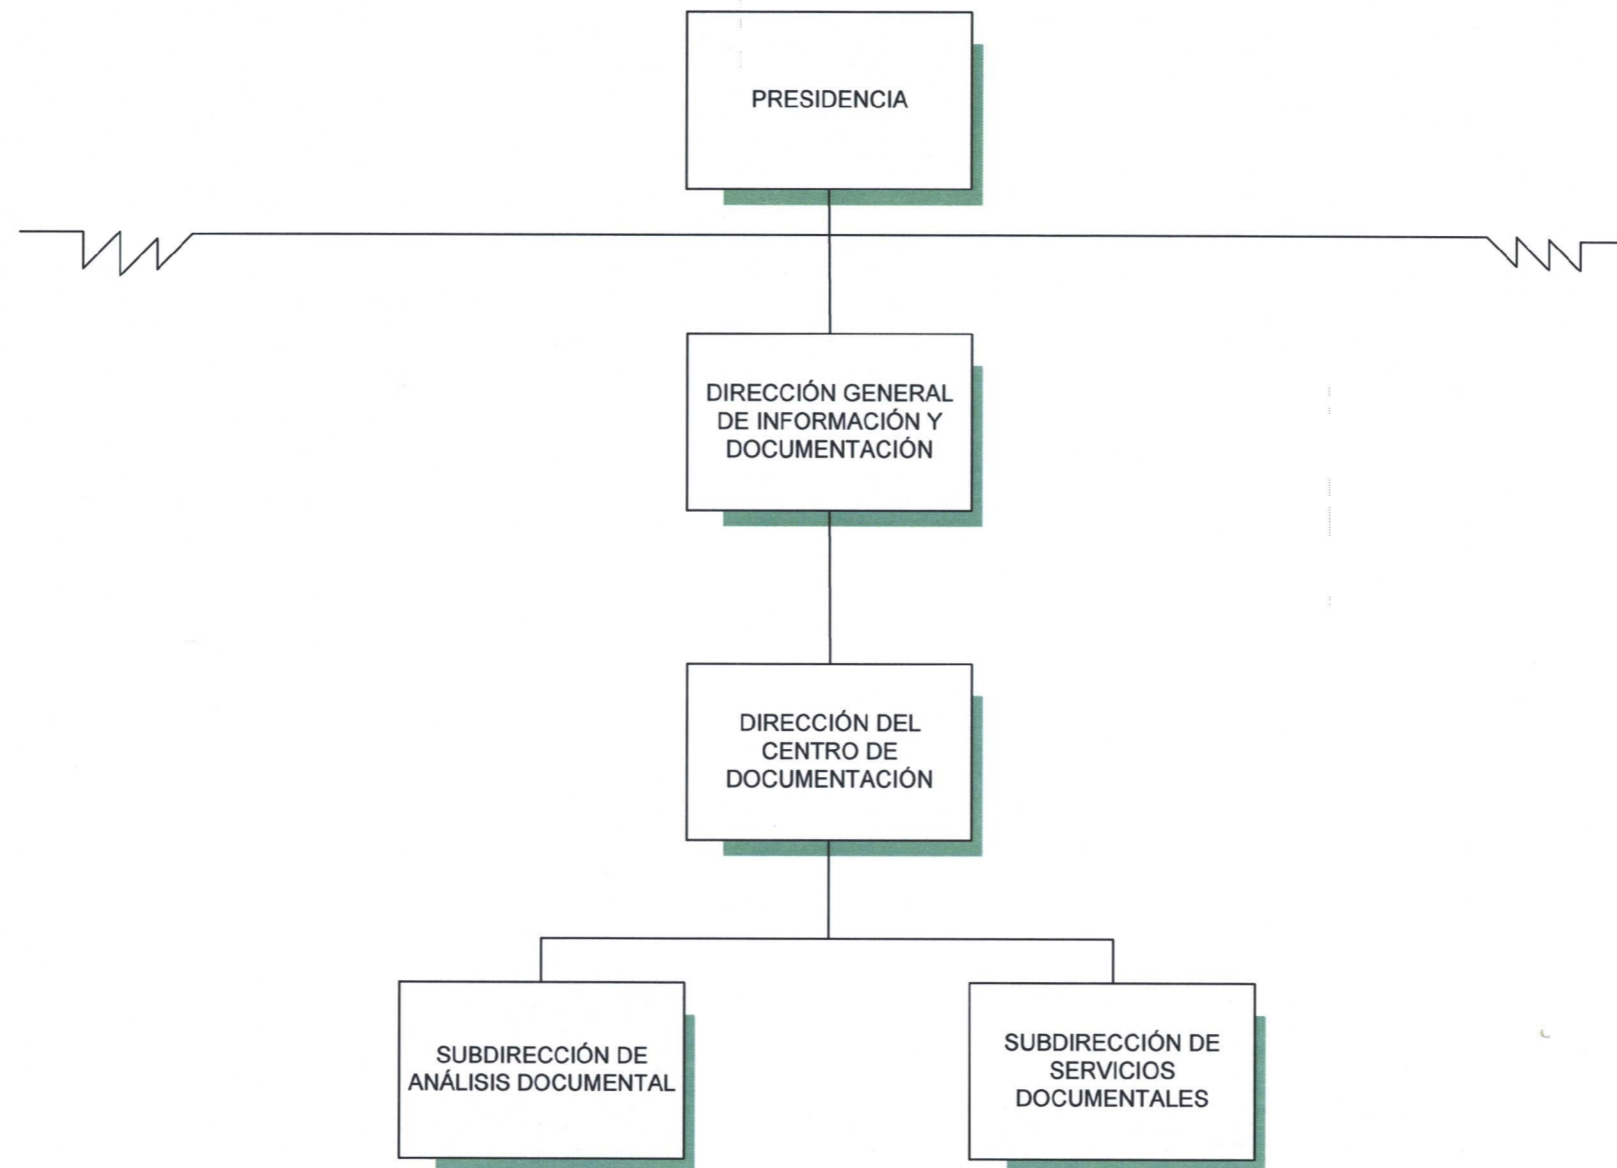 PRESIDENCIA
DIRECCIÓN GENERAL
DE INFORMACIÓN Y
DOCUMENTACIÓN
DIRECCIÓN DEL
CENTRO DE
DOCUMENTACIÓN
SUBDIRECCIÓN DE
ANÁLISIS DOCUMENTAL
SUBDIRECCIÓN DE
SERVICIOS
DOCUMENTALES